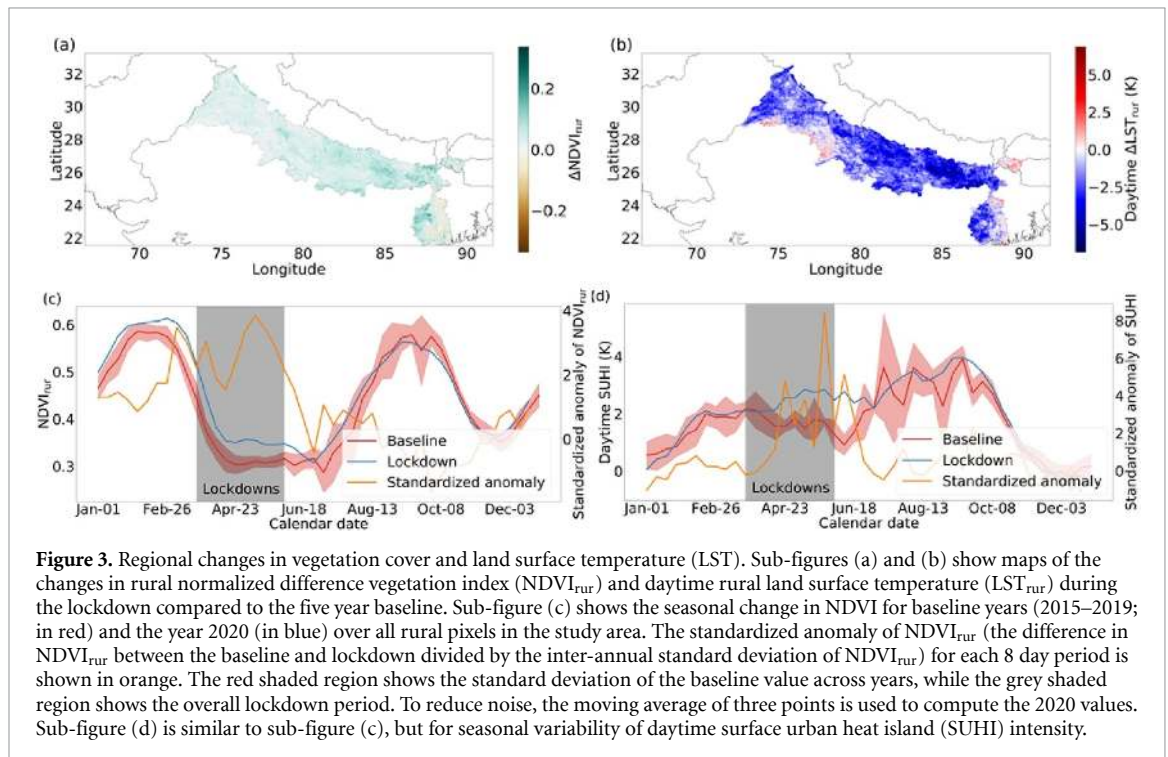 (a)
32
30
28
26
24
22
Latitude
70
75
80
85
90
Longitude
0.2
0.0
−0.2
ΔNDVIrur
(b)
32
30
28
26
24
22
Latitude
70
75
80
85
90
Longitude
5.0
2.5
0.0
−2.5
−5.0
Daytime ΔLSTrur (K)
(c)
0.6
0.5
0.4
0.3
NDVIrur
4
2
0
Standardized anomaly of NDVIrur
Baseline
Lockdown
Standardized anomaly
Lockdowns
Jan-01 Feb-26 Apr-23 Jun-18 Aug-13 Oct-08 Dec-03
Calendar date
(d)
4
2
0
Daytime SUHI (K)
8
6
4
2
0
Standardized anomaly of SUHI
Baseline
Lockdown
Standardized anomaly
Lockdowns
Jan-01 Feb-26 Apr-23 Jun-18 Aug-13 Oct-08 Dec-03
Calendar date
Figure 3. Regional changes in vegetation cover and land surface temperature (LST). Sub-figures (a) and (b) show maps of the
changes in rural normalized difference vegetation index (NDVIrur) and daytime rural land surface temperature (LSTrur) during
the lockdown compared to the five year baseline. Sub-figure (c) shows the seasonal change in NDVI for baseline years (2015–2019;
in red) and the year 2020 (in blue) over all rural pixels in the study area. The standardized anomaly of NDVIrur (the difference in
NDVIrur between the baseline and lockdown divided by the inter-annual standard deviation of NDVIrur) for each 8 day period is
shown in orange. The red shaded region shows the standard deviation of the baseline value across years, while the grey shaded
region shows the overall lockdown period. To reduce noise, the moving average of three points is used to compute the 2020 values.
Sub-figure (d) is similar to sub-figure (c), but for seasonal variability of daytime surface urban heat island (SUHI) intensity.